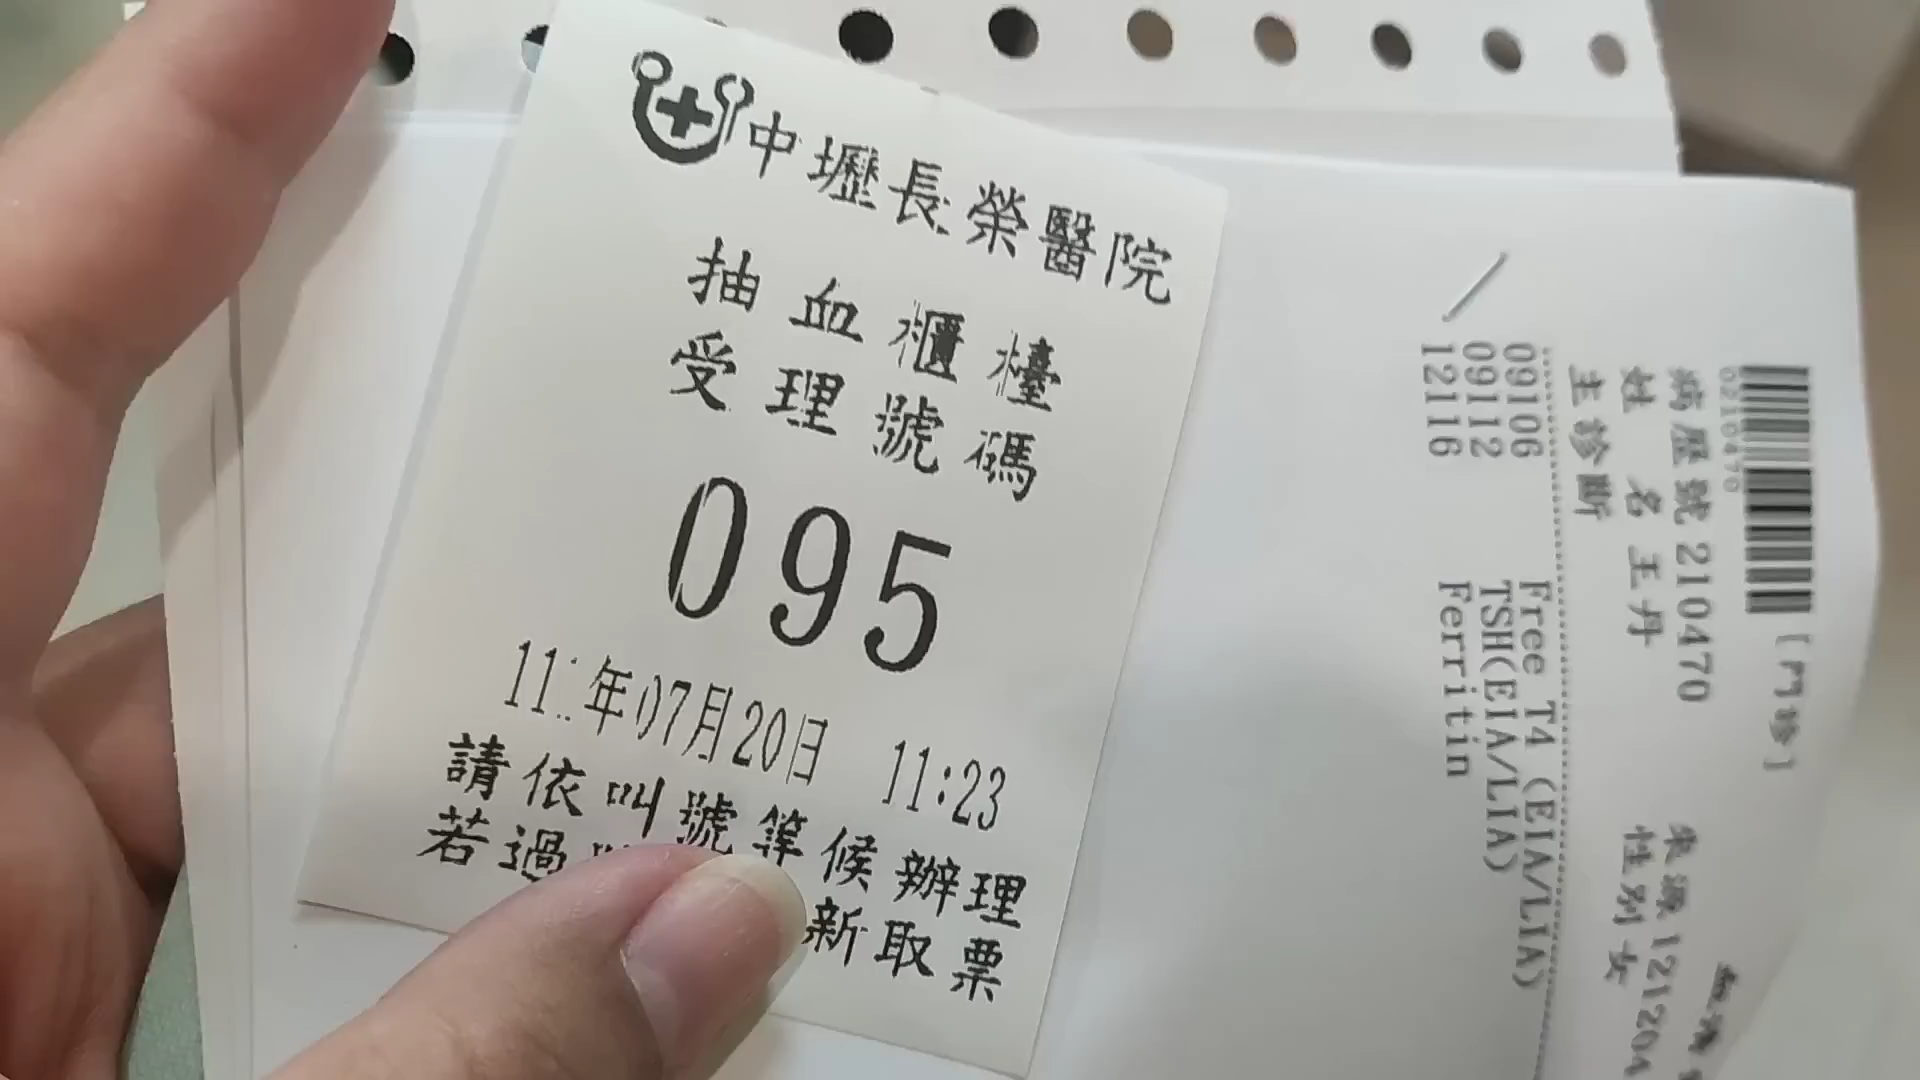 中壢長榮醫院
抽血櫃檯
受理號碼
095
年07月20日 11:23
請依叫號等候辦理
若過
新取票
[門診]
0210470
病歷號 210470
姓 名 王丹
性別 女
主診斷
09106 Free T4 (EIA/LIA)
09112 TSH(EIA/LIA)
12116 Ferritin